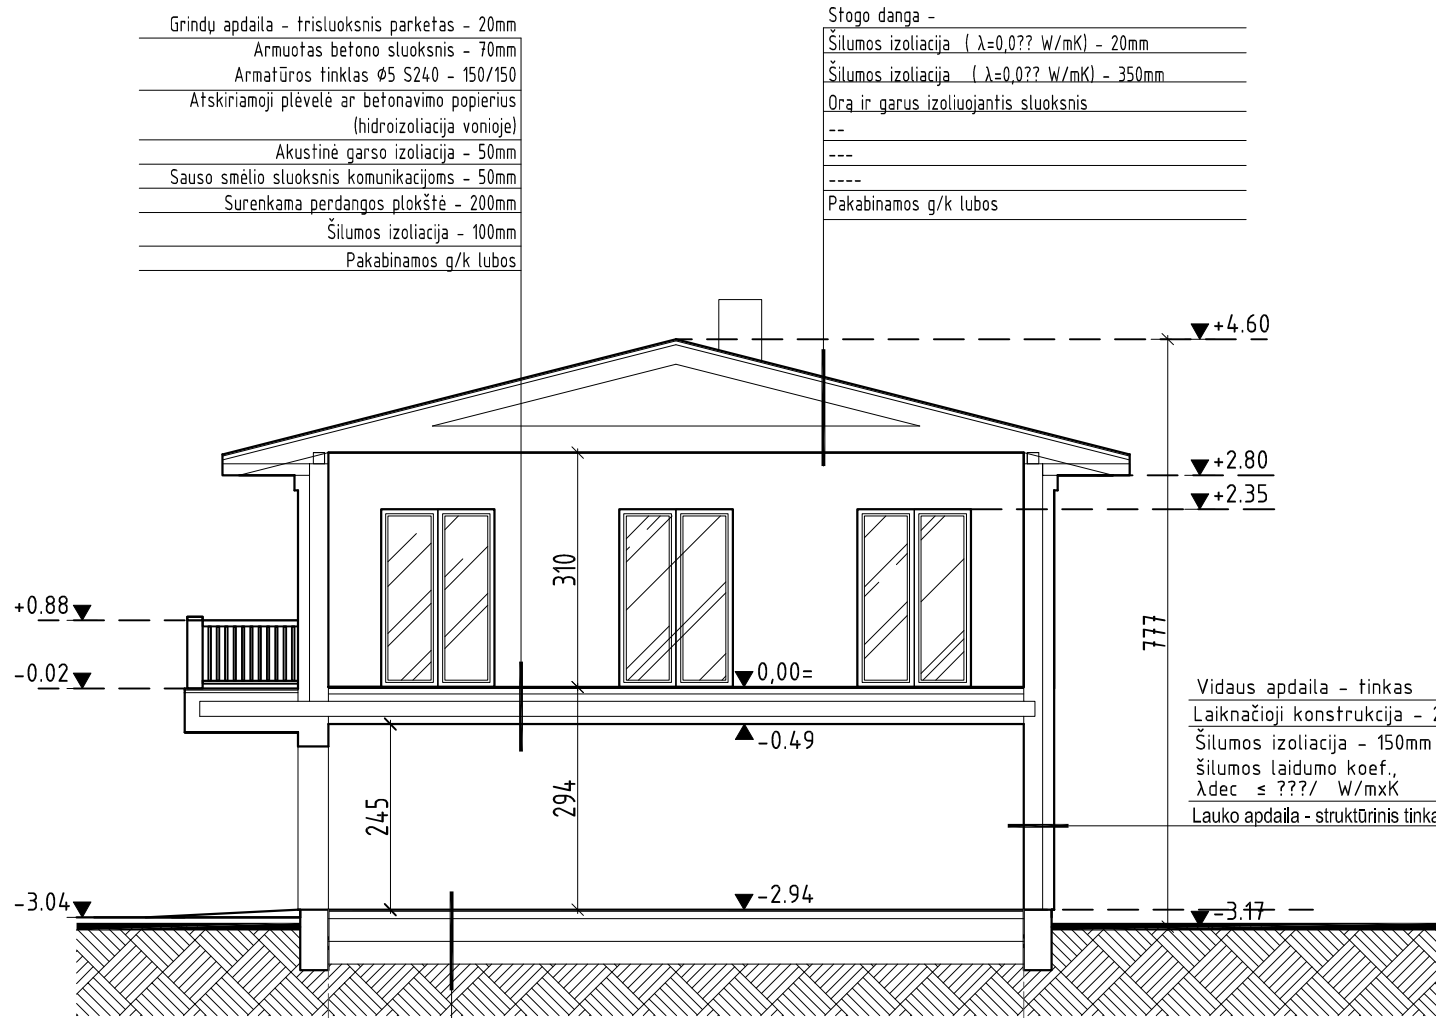 Grindų apdaila - trisluoksnis parketas - 20mm
Armuotas betono sluoksnis - 70mm
Armatūros tinklas Ø5 S240 - 150/150
Atskiriamoji plėvelė ar betonavimo popierius
(hidroizoliacija vonioje)
Akustinė garso izoliacija - 50mm
Sauso smėlio sluoksnis komunikacijoms - 50mm
Surenkama perdangos plokštė - 200mm
Šilumos izoliacija - 100mm
Pakabinamos g/k lubos
Stogo danga -
Šilumos izoliacija ( λ=0,0?? W/mK) - 20mm
Šilumos izoliacija ( λ=0,0?? W/mK) - 350mm
Orą ir garus izoliuojantis sluoksnis
--
---
----
Pakabinamos g/k lubos
+4.60
+2.80
+2.35
310
+0.88
777
-0.02
0,00=
-0.49
Vidaus apdaila - tinkas
Laiknačioji konstrukcija - 2
Šilumos izoliacija - 150mm
šilumos laidumo koef.,
λdec ≤ ???/ W/mxK
Lauko apdaila - struktūrinis tinka
245
294
-3.04
-2.94
-3.17